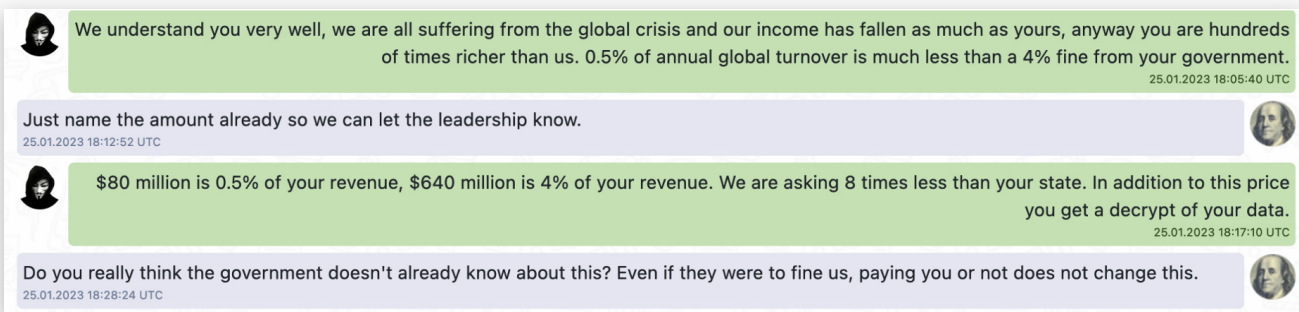 We understand you very well, we are all suffering from the global crisis and our income has fallen as much as yours, anyway you are hundreds
of times richer than us. 0.5% of annual global turnover is much less than a 4% fine from your government.
25.01.2023 18:05:40 UTC
Just name the amount already so we can let the leadership know.
25.01.2023 18:12:52 UTC
$80 million is 0.5% of your revenue, $640 million is 4% of your revenue. We are asking 8 times less than your state. In addition to this price
you get a decrypt of your data.
25.01.2023 18:17:10 UTC
Do you really think the government doesn't already know about this? Even if they were to fine us, paying you or not does not change this.
25.01.2023 18:28:24 UTC